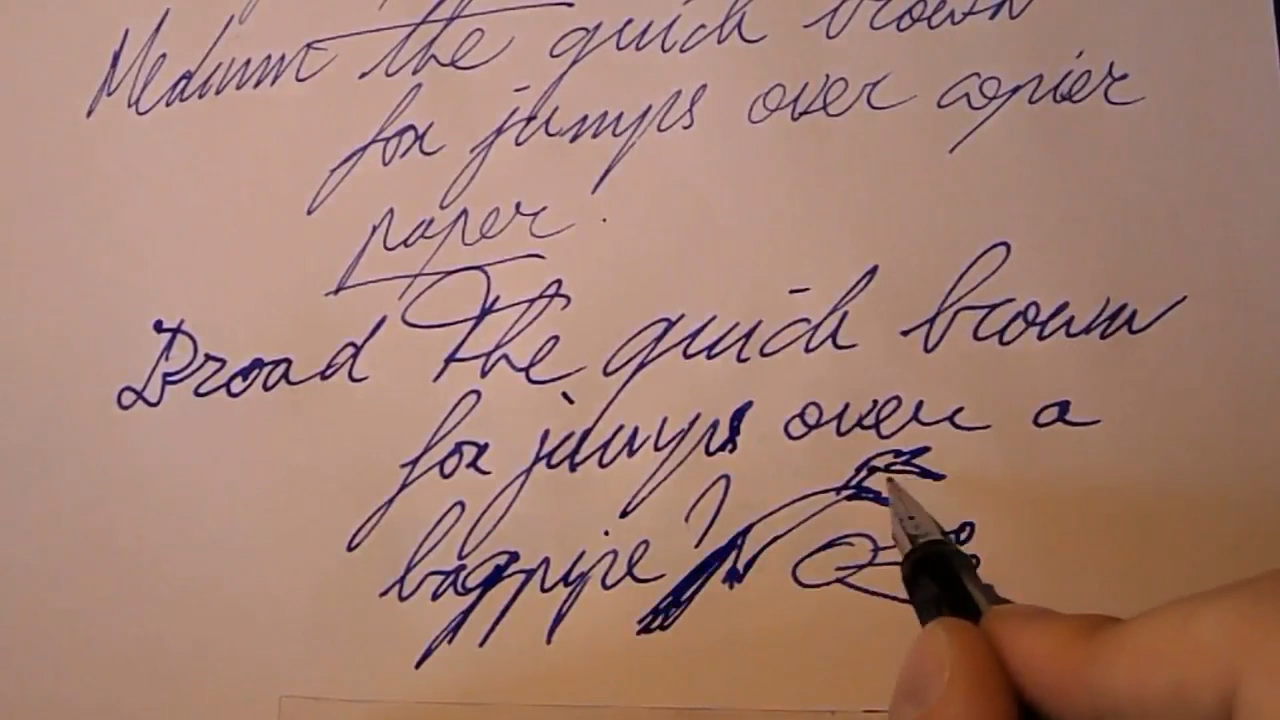 Medium the quick brown
fox jumps over copier
paper.
Broad The quick brown
fox jumps over a
bagpipe?